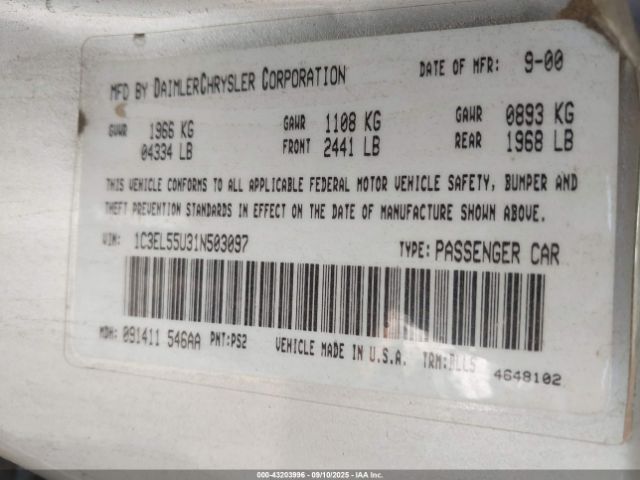 MFD BY DAIMLERCHRYSLER CORPORATION DATE OF MFR: 9-00
GVWR 1966 KG GAWR 1108 KG GAWR 0893 KG
04334 LB FRONT 2441 LB REAR 1968 LB
THIS VEHICLE CONFORMS TO ALL APPLICABLE FEDERAL MOTOR VEHICLE SAFETY, BUMPER AND
THEFT PREVENTION STANDARDS IN EFFECT ON THE DATE OF MANUFACTURE SHOWN ABOVE.
VIN: 1C3EL55U31N503097 TYPE: PASSENGER CAR
MDH: 091411 546AA PNT:PS2 VEHICLE MADE IN U.S.A. TRM:DLL5
4648102
000-43203996 - 09/10/2025 - IAA Inc.